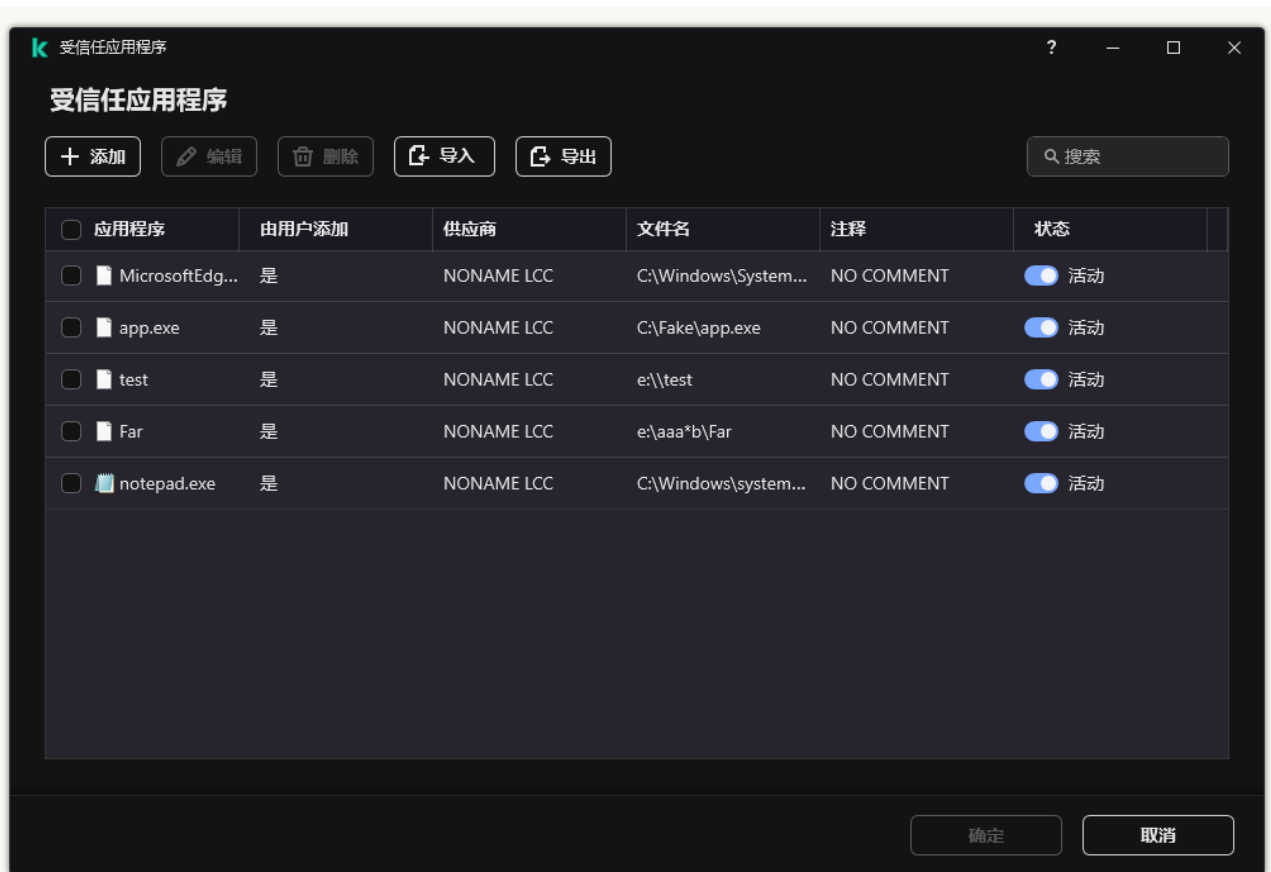 受信任应用程序 ?
受信任应用程序
添加 编辑 删除 导入 导出 搜索
应用程序 由用户添加 供应商 文件名 注释 状态
MicrosoftEdg... 是 NONAME LCC C:\Windows\System... NO COMMENT 活动
app.exe 是 NONAME LCC C:\Fake\app.exe NO COMMENT 活动
test 是 NONAME LCC e:\\test NO COMMENT 活动
Far 是 NONAME LCC e:\aaa*b\Far NO COMMENT 活动
notepad.exe 是 NONAME LCC C:\Windows\system... NO COMMENT 活动
确定 取消